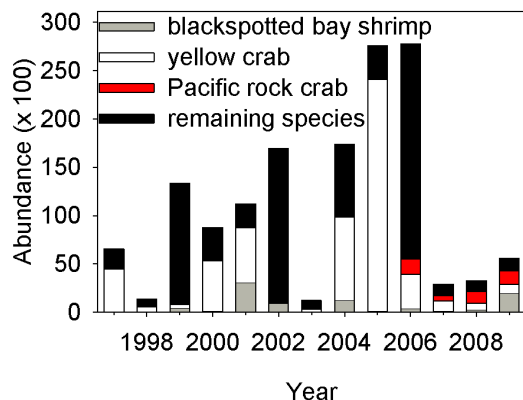 300
250
200
150
100
50
0
Abundance (x 100)
blackspotted bay shrimp
yellow crab
Pacific rock crab
remaining species
1998 2000 2002 2004 2006 2008
Year